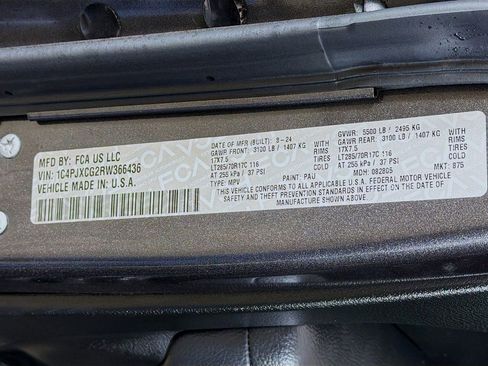 MFD BY: FCA US LLC
VIN: 1C4PJXCG2RW366436
VEHICLE MADE IN: U.S.A.
DATE OF MFR (BUILT): 9-24 GVWR: 5500 LB / 2495 KG
GAWR FRONT: 3100 LB / 1407 KG WITH GAWR REAR: 3100 LB / 1407 KG
17X7.5 TIRES 17X7.5 TIRES
LT285/70R17C 116 RIMS LT285/70R17C 116 RIMS
AT 255 kPa / 37 PSI COLD AT 255 kPa / 37 PSI COLD
TYPE: MPV PAINT: PAU MDH: 082805 MKT: 375
THIS VEHICLE CONFORMS TO ALL APPLICABLE U.S.A. FEDERAL MOTOR VEHICLE
SAFETY AND THEFT PREVENTION STANDARDS IN EFFECT ON THE DATE OF
MANUFACTURE SHOWN ABOVE